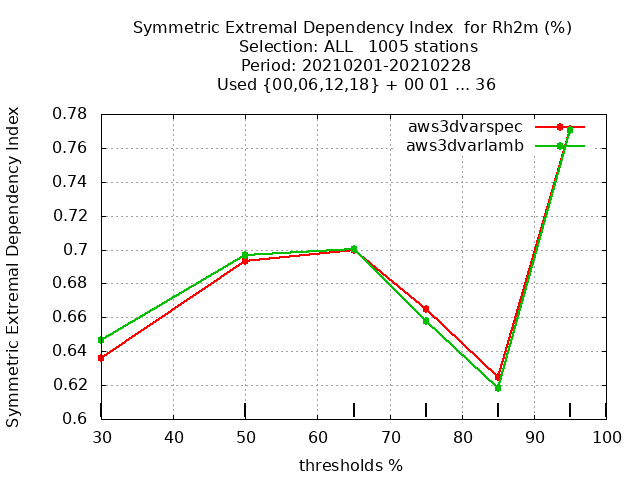 Symmetric Extremal Dependency Index  for Rh2m (%)
Selection: ALL   1005 stations
Period: 20210201-20210228
Used {00,06,12,18} + 00 01 ... 36
Symmetric Extremal Dependency Index
0.78
0.76
0.74
0.72
0.7
0.68
0.66
0.64
0.62
0.6
aws3dvarspec
aws3dvarlamb
30 40 50 60 70 80 90 100
thresholds %